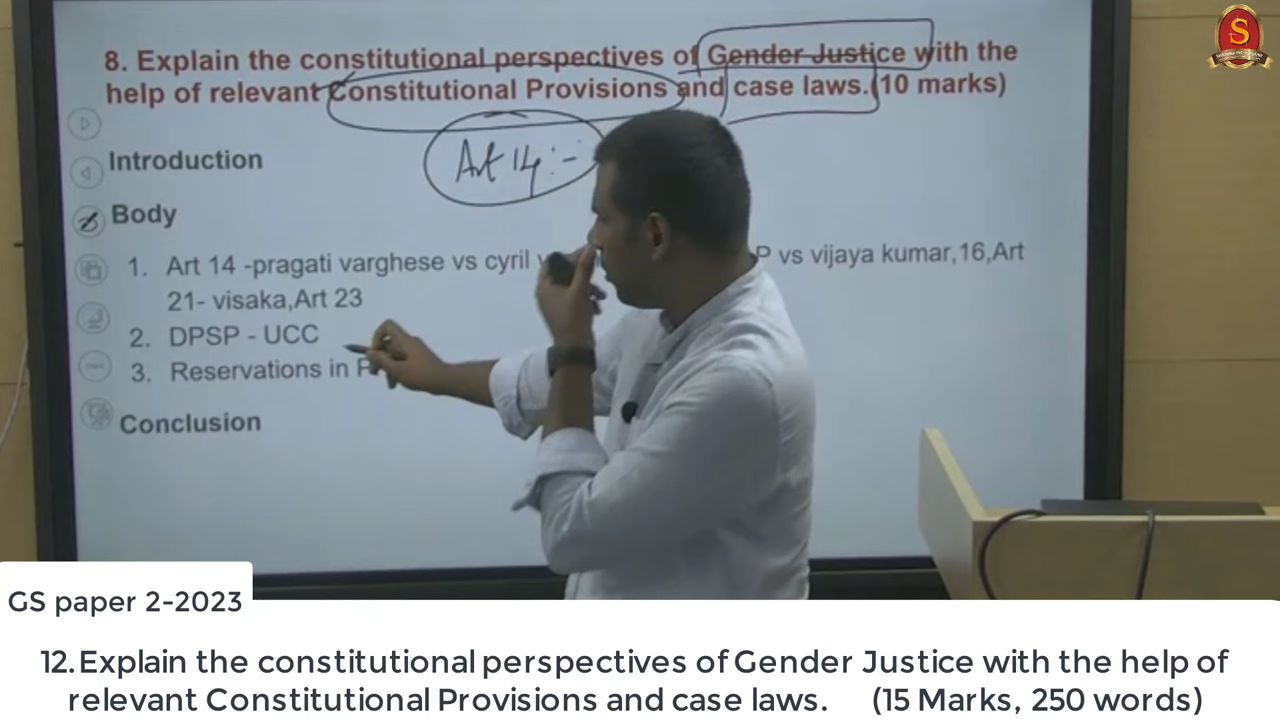 8. Explain the constitutional perspectives of Gender Justice with the
help of relevant Constitutional Provisions and case laws.(10 marks)
Art 14:-
Introduction
Body
1. Art 14 -pragati varghese vs cyril P vs vijaya kumar,16,Art
21- visaka,Art 23
2. DPSP - UCC
3. Reservations in
Conclusion
S
GS paper 2-2023
12.Explain the constitutional perspectives of Gender Justice with the help of
relevant Constitutional Provisions and case laws. (15 Marks, 250 words)